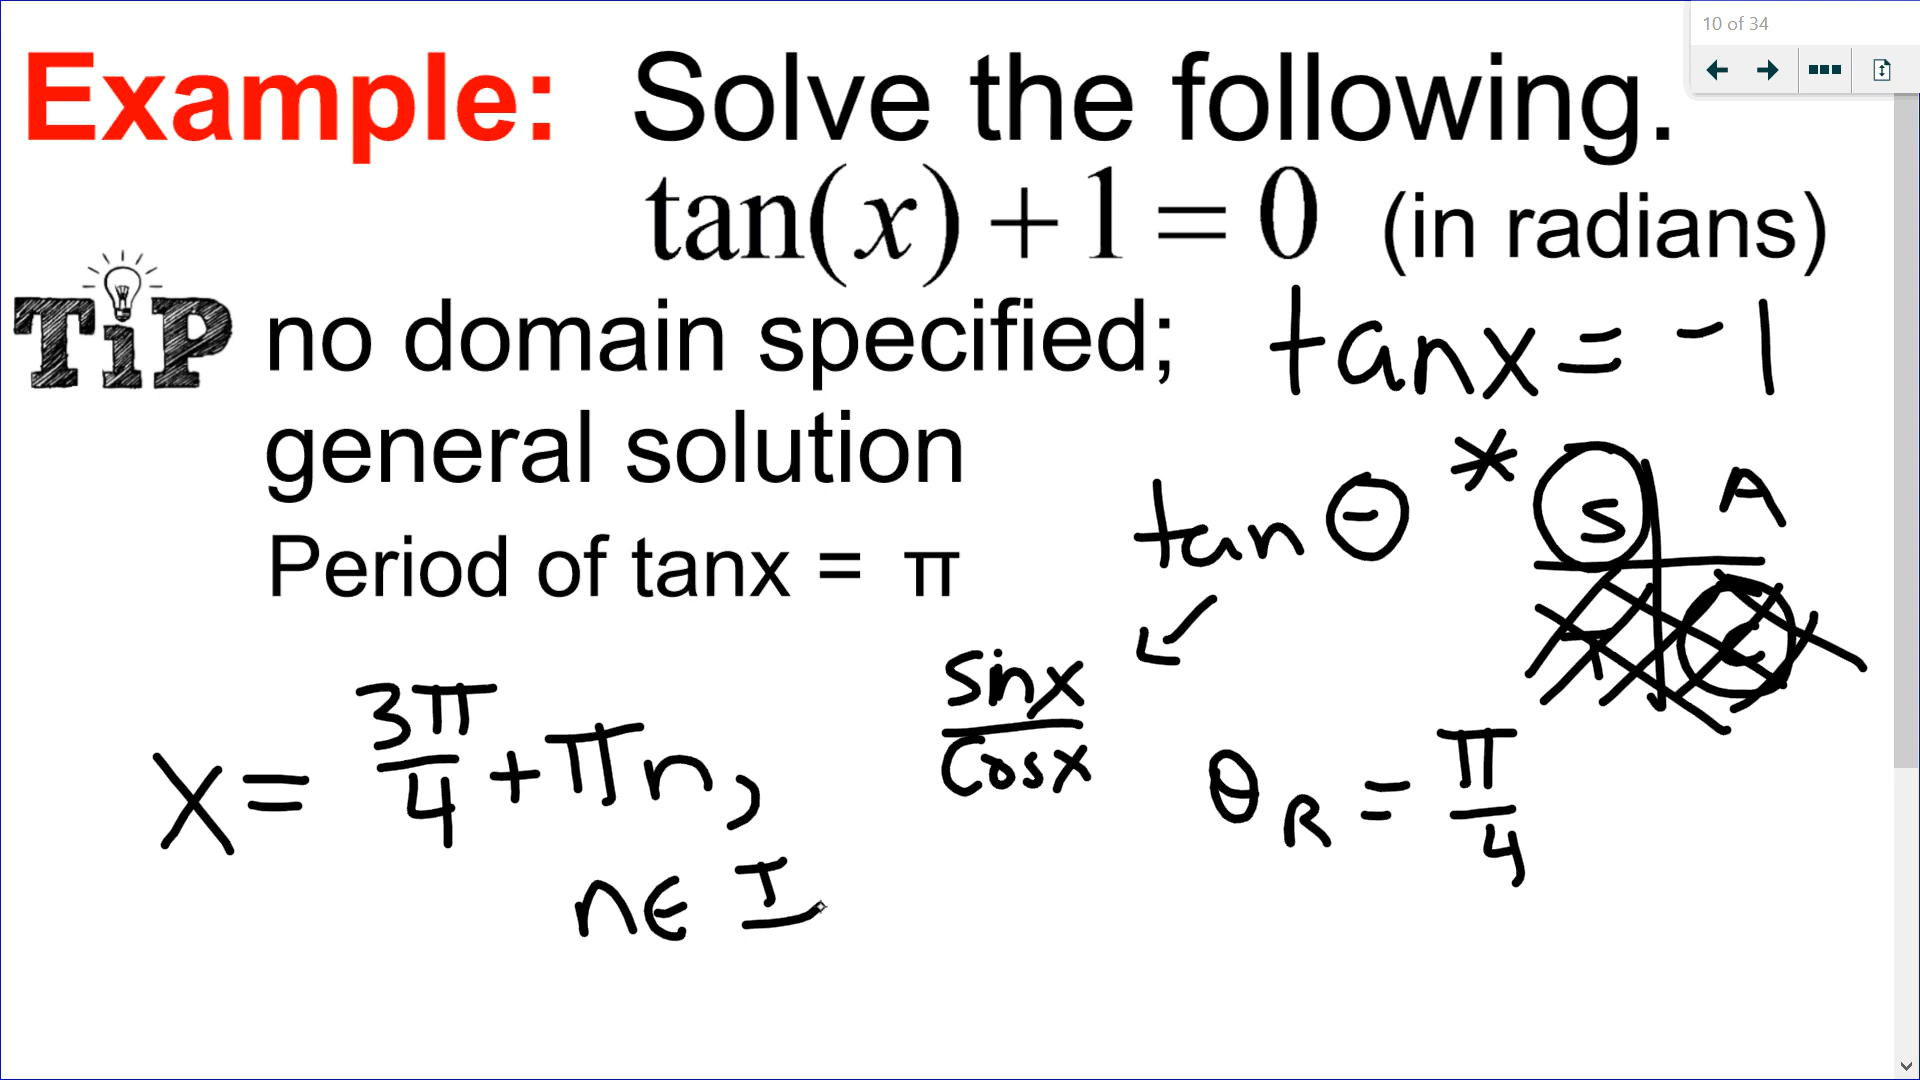 10 of 34
Example: Solve the following.
tan(x) + 1 = 0 (in radians)
TiP no domain specified;
general solution
Period of tanx = π
tanx = -1
tan ⊖ * S A
T C
sinx
cosx
θR = π/4
x = 3π/4 + πn,
n∈ I